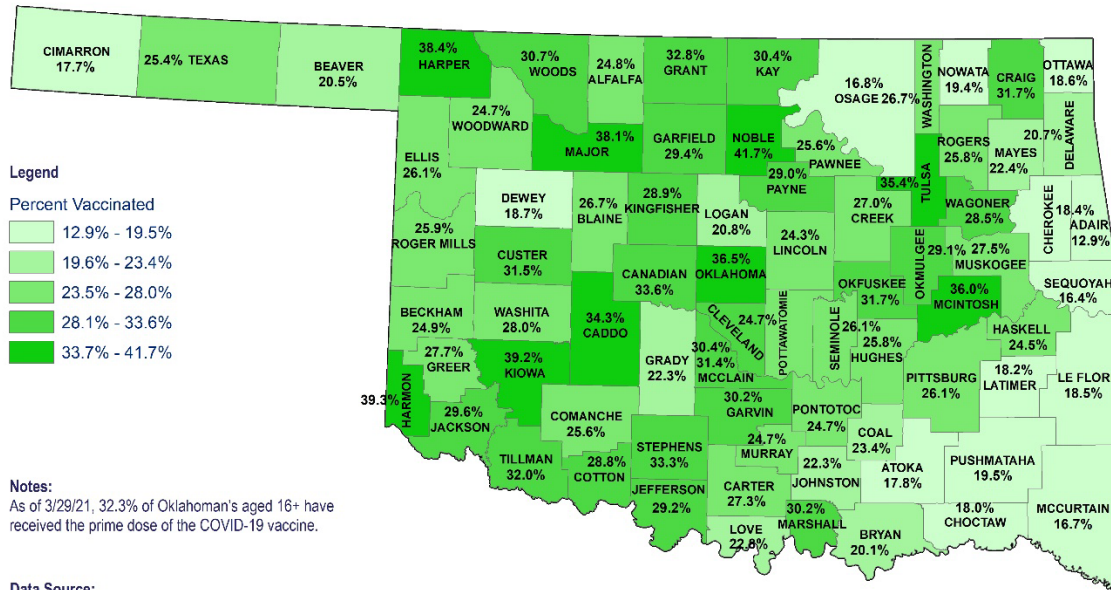 CIMARRON
17.7%
25.4% TEXAS
BEAVER
20.5%
38.4%
HARPER
30.7%
WOODS
24.8%
ALFALFA
32.8%
GRANT
30.4%
KAY
16.8%
OSAGE 26.7%
WASHINGTON
NOWATA
19.4%
CRAIG
31.7%
OTTAWA
18.6%
24.7%
WOODWARD
38.1%
MAJOR
GARFIELD
29.4%
NOBLE
41.7%
25.6%
PAWNEE
ROGERS
25.8%
20.7%
MAYES
22.4%
DELAWARE
ELLIS
26.1%
DEWEY
18.7%
26.7%
BLAINE
28.9%
KINGFISHER
LOGAN
20.8%
29.0%
PAYNE
27.0%
CREEK
35.4%
TULSA
WAGONER
28.5%
CHEROKEE
18.4%
ADAIR
12.9%
Legend
Percent Vaccinated
12.9% - 19.5%
19.6% - 23.4%
23.5% - 28.0%
28.1% - 33.6%
33.7% - 41.7%
25.9%
ROGER MILLS
CUSTER
31.5%
CANADIAN
33.6%
36.5%
OKLAHOMA
24.3%
LINCOLN
OKFUSKEE
31.7%
OKMULGEE
29.1%
27.5%
MUSKOGEE
36.0%
MCINTOSH
SEQUOYAH
16.4%
BECKHAM
24.9%
WASHITA
28.0%
34.3%
CADDO
GRADY
22.3%
CLEVELAND
30.4%
31.4%
MCCLAIN
24.7%
POTTAWATOMIE
SEMINOLE
26.1%
25.8%
HUGHES
HASKELL
24.5%
27.7%
GREER
39.2%
KIOWA
PITTSBURG
26.1%
18.2%
LATIMER
LE FLOR
18.5%
39.3%
HARMON
29.6%
JACKSON
COMANCHE
25.6%
30.2%
GARVIN
PONTOTOC
24.7%
COAL
23.4%
TILLMAN
32.0%
28.8%
COTTON
STEPHENS
33.3%
24.7%
MURRAY
22.3%
JOHNSTON
ATOKA
17.8%
PUSHMATAHA
19.5%
JEFFERSON
29.2%
CARTER
27.3%
LOVE
22.8%
30.2%
MARSHALL
BRYAN
20.1%
18.0%
CHOCTAW
MCCURTAIN
16.7%
Notes:
As of 3/29/21, 32.3% of Oklahoman's aged 16+ have
received the prime dose of the COVID-19 vaccine.
Data Source: